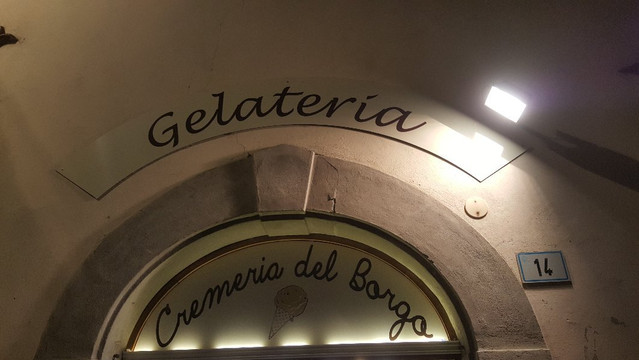 Gelateria
Cremeria del Borgo
14